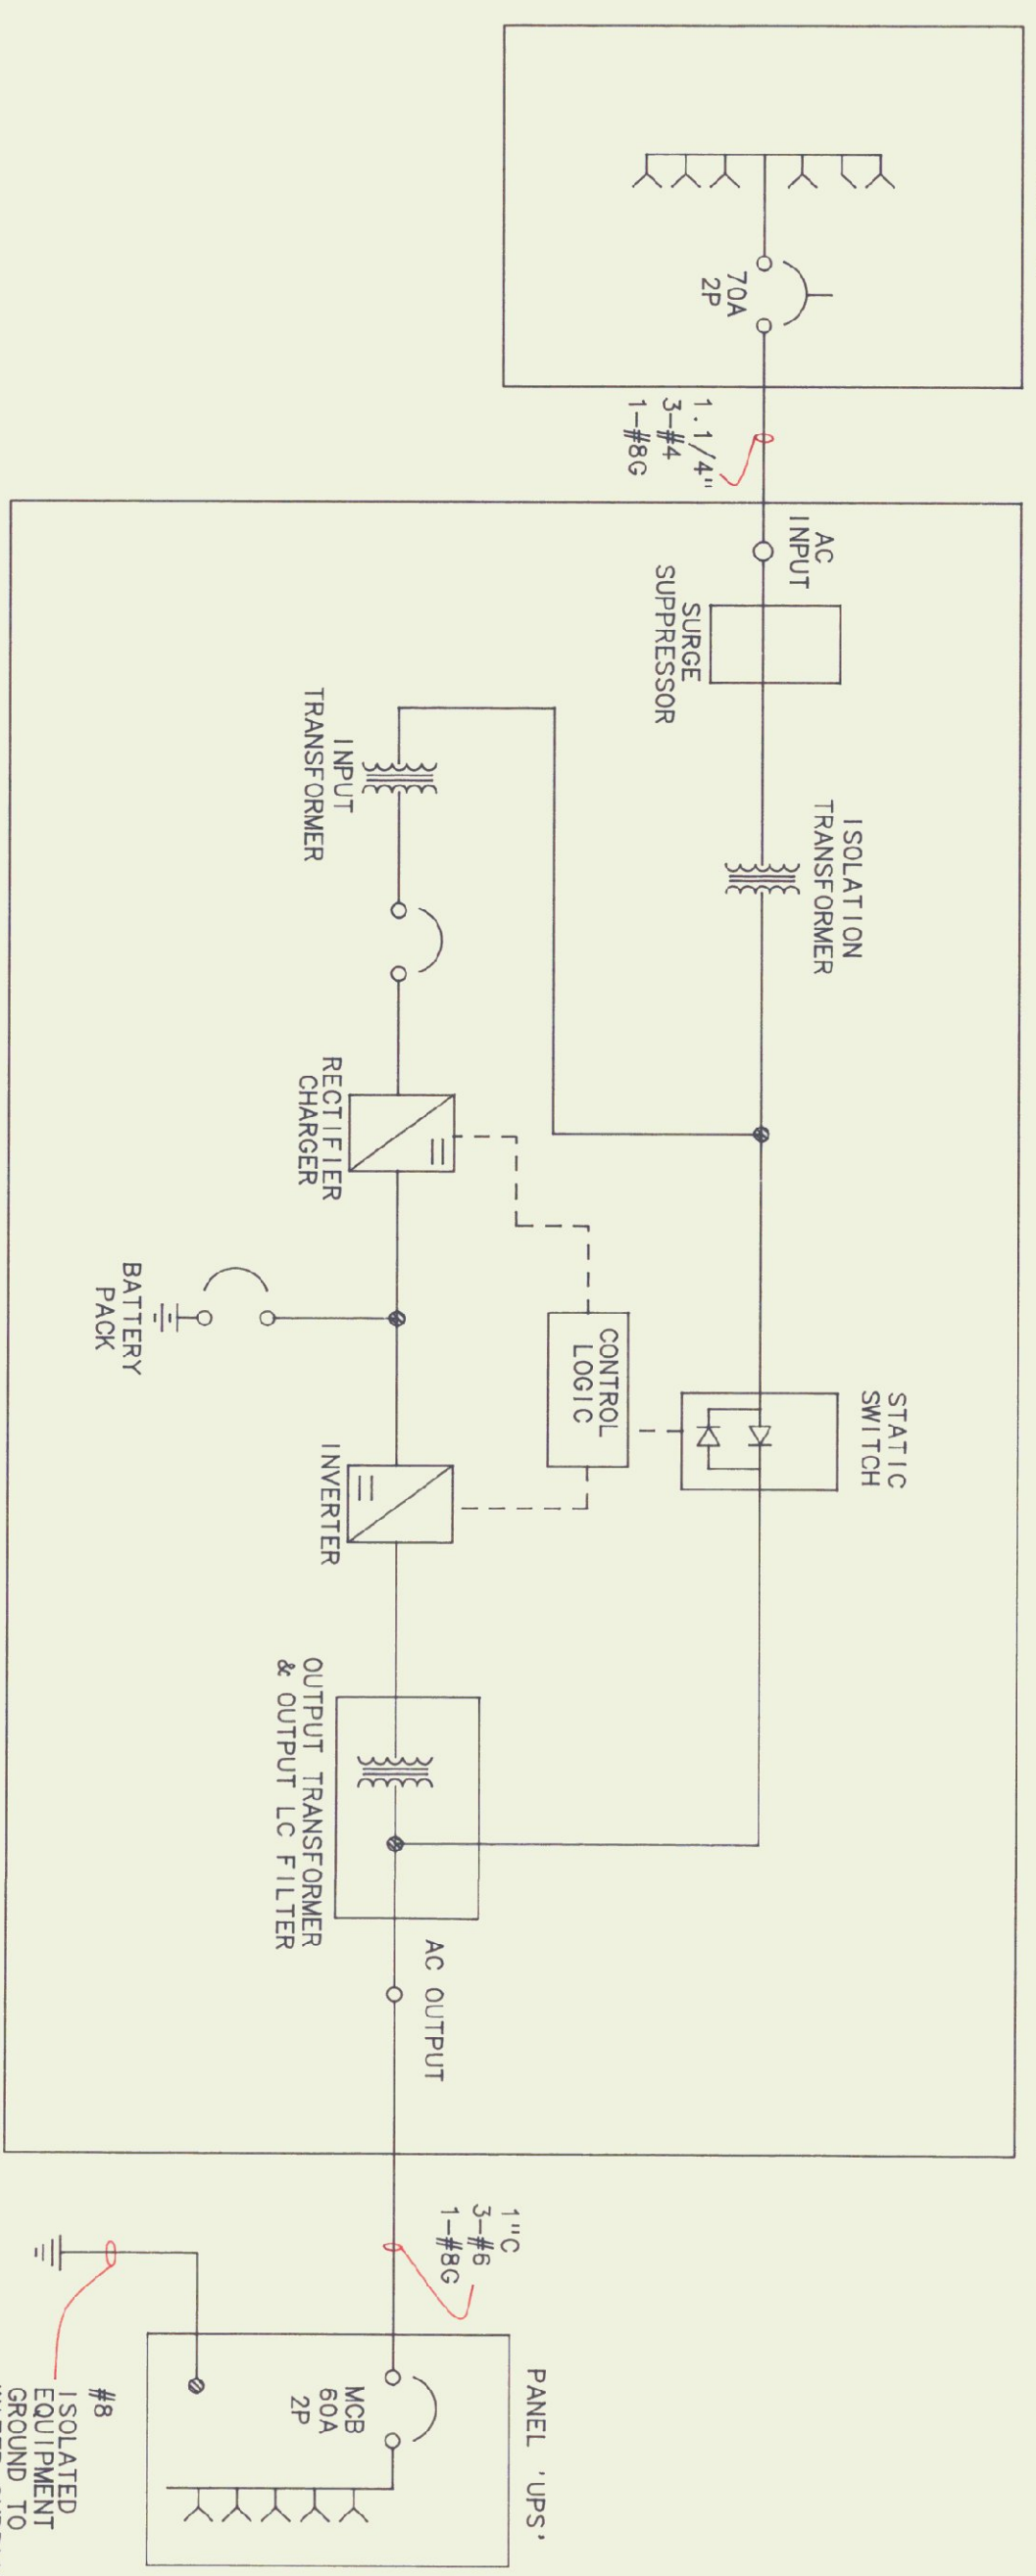 70A
2P
1.1/4"
3-#4
1-#8G
AC
INPUT
SURGE
SUPPRESSOR
ISOLATION
TRANSFORMER
INPUT
TRANSFORMER
RECTIFIER
CHARGER
BATTERY
PACK
CONTROL
LOGIC
STATIC
SWITCH
INVERTER
OUTPUT TRANSFORMER
& OUTPUT LC FILTER
AC OUTPUT
1"C
3-#6
1-#8G
PANEL 'UPS'
MCB
60A
2P
#8
ISOLATED
EQUIPMENT
GROUND TO